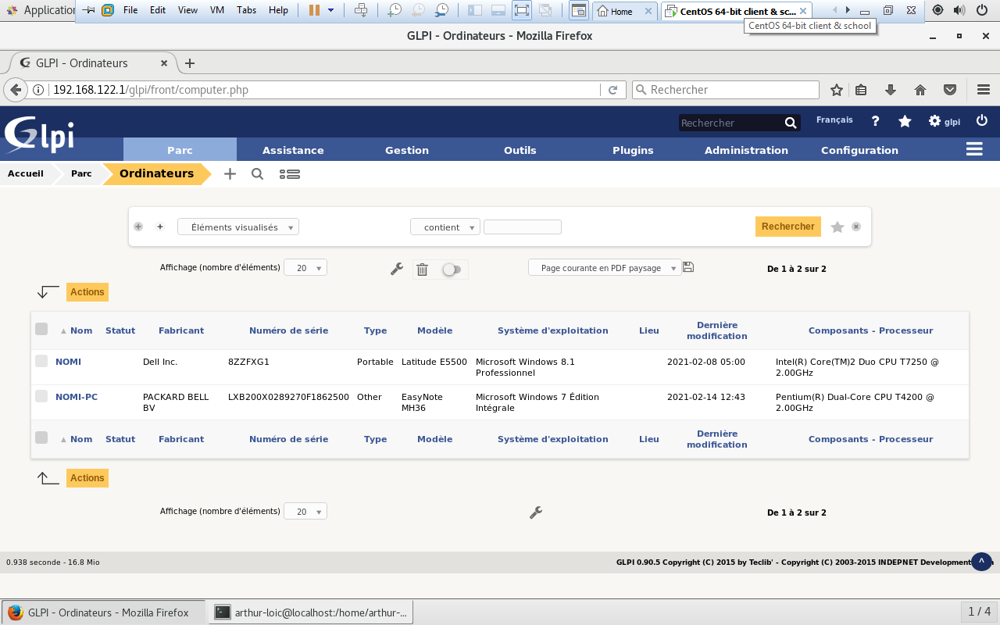 Application File Edit View VM Tabs Help Home CentOS 64-bit client & sc...
CentOS 64-bit client & school
GLPI - Ordinateurs - Mozilla Firefox
GLPI - Ordinateurs
192.168.122.1/glpi/front/computer.php Rechercher
Glpi Rechercher Français ? glpi
Parc Assistance Gestion Outils Plugins Administration Configuration
Accueil Parc Ordinateurs
Éléments visualisés contient Rechercher
Affichage (nombre d'éléments) 20 Page courante en PDF paysage De 1 à 2 sur 2
Actions
Nom Statut Fabricant Numéro de série Type Modèle Système d'exploitation Lieu Dernière modification Composants - Processeur
NOMI Dell Inc. 8ZZFXG1 Portable Latitude E5500 Microsoft Windows 8.1 Professionnel 2021-02-08 05:00 Intel(R) Core(TM)2 Duo CPU T7250 @ 2.00GHz
NOMI-PC PACKARD BELL BV LXB200X0289270F1862500 Other EasyNote MH36 Microsoft Windows 7 Édition Intégrale 2021-02-14 12:43 Pentium(R) Dual-Core CPU T4200 @ 2.00GHz
Nom Statut Fabricant Numéro de série Type Modèle Système d'exploitation Lieu Dernière modification Composants - Processeur
Actions
Affichage (nombre d'éléments) 20 De 1 à 2 sur 2
0.938 seconde - 16.8 Mio GLPI 0.90.5 Copyright (C) 2015 by Teclib' - Copyright (C) 2003-2015 INDEPNET Development
GLPI - Ordinateurs - Mozilla Firefox arthur-loic@localhost:/home/arthur-... 1 / 4